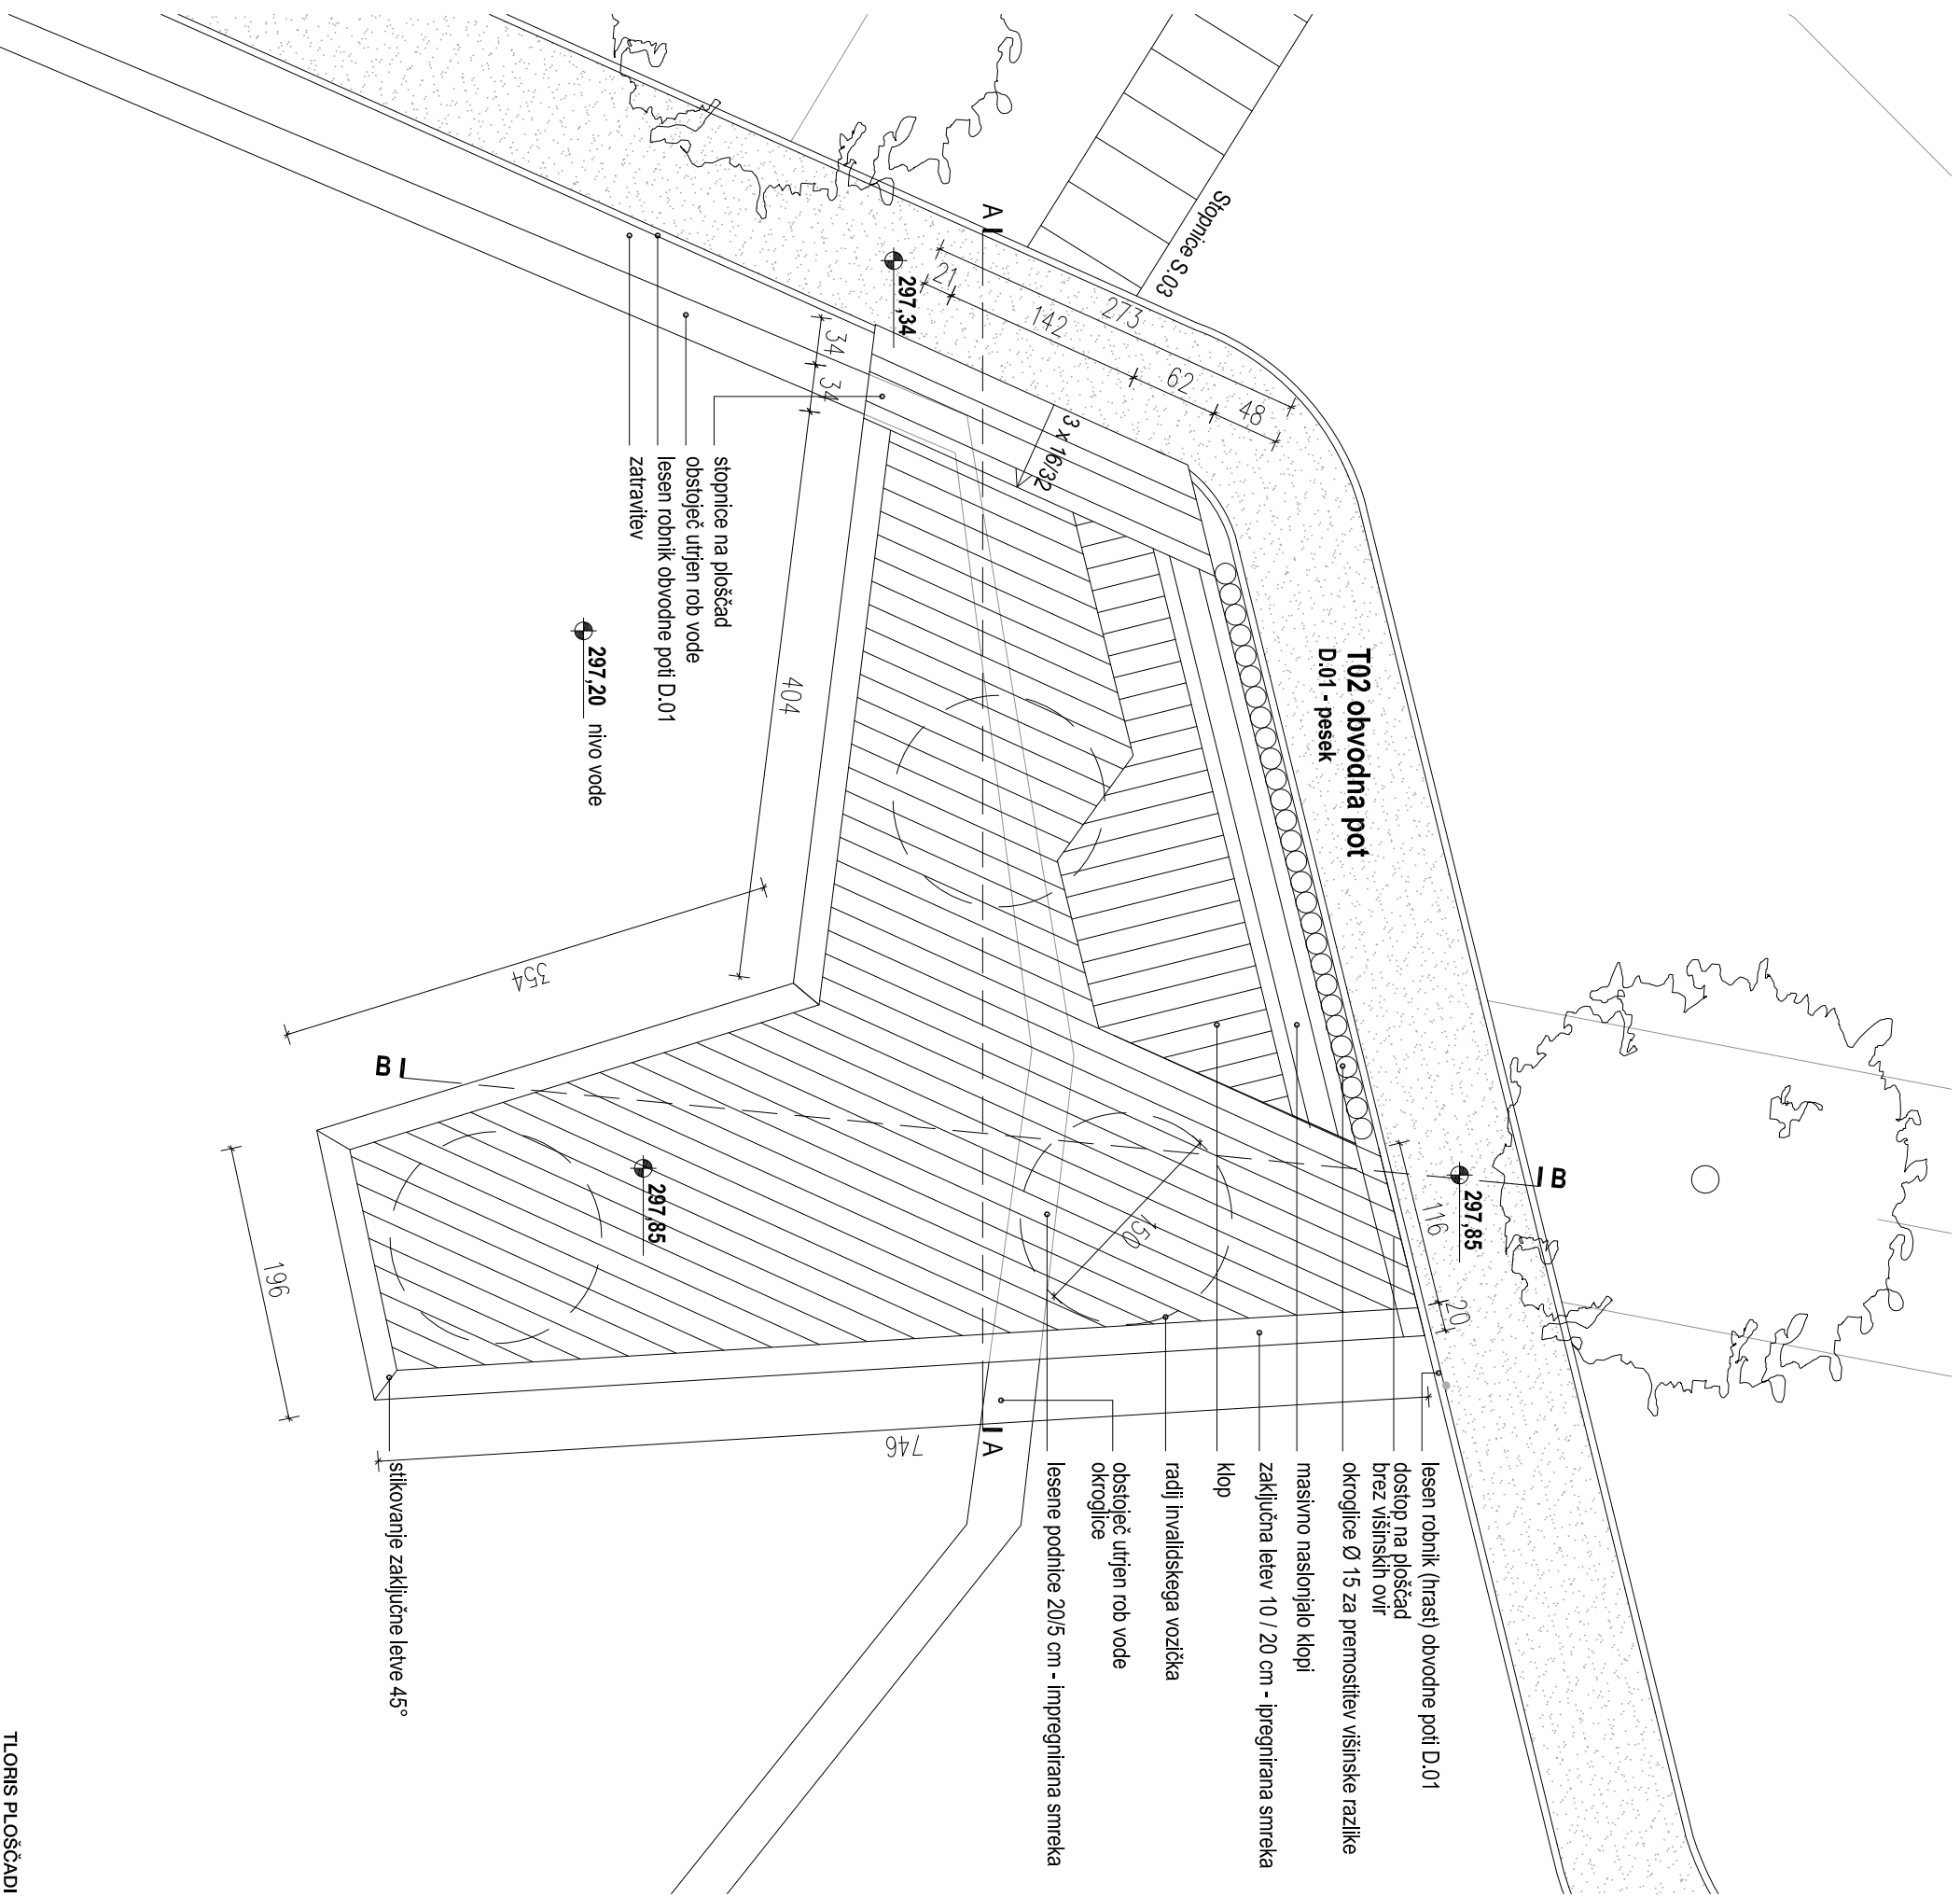 Stopnice S.03
A
297,34
273
21
142
62
48
34
34
3 x 16/32
stopnice na ploščad
obstoječ utrjen rob vode
lesen robnik obvodne poti D.01
zatravitev
T02 obvodna pot
D.01 - pesek
297,20 nivo vode
404
354
B
B
297,85
297,85
116
20
150
196
746
A
lesen robnik (hrast) obvodne poti D.01
dostop na ploščad
brez višinskih ovir
okroglice Ø 15 za premostitev višinske razlike
masivno naslonjalo klopi
zaključna letev 10 / 20 cm - ipregnirana smreka
klop
radij invalidskega vozička
obstoječ utrjen rob vode
okroglice
lesene podnice 20/5 cm - impregnirana smreka
stikovanje zaključne letve 45°
TLORIS PLOŠČADI